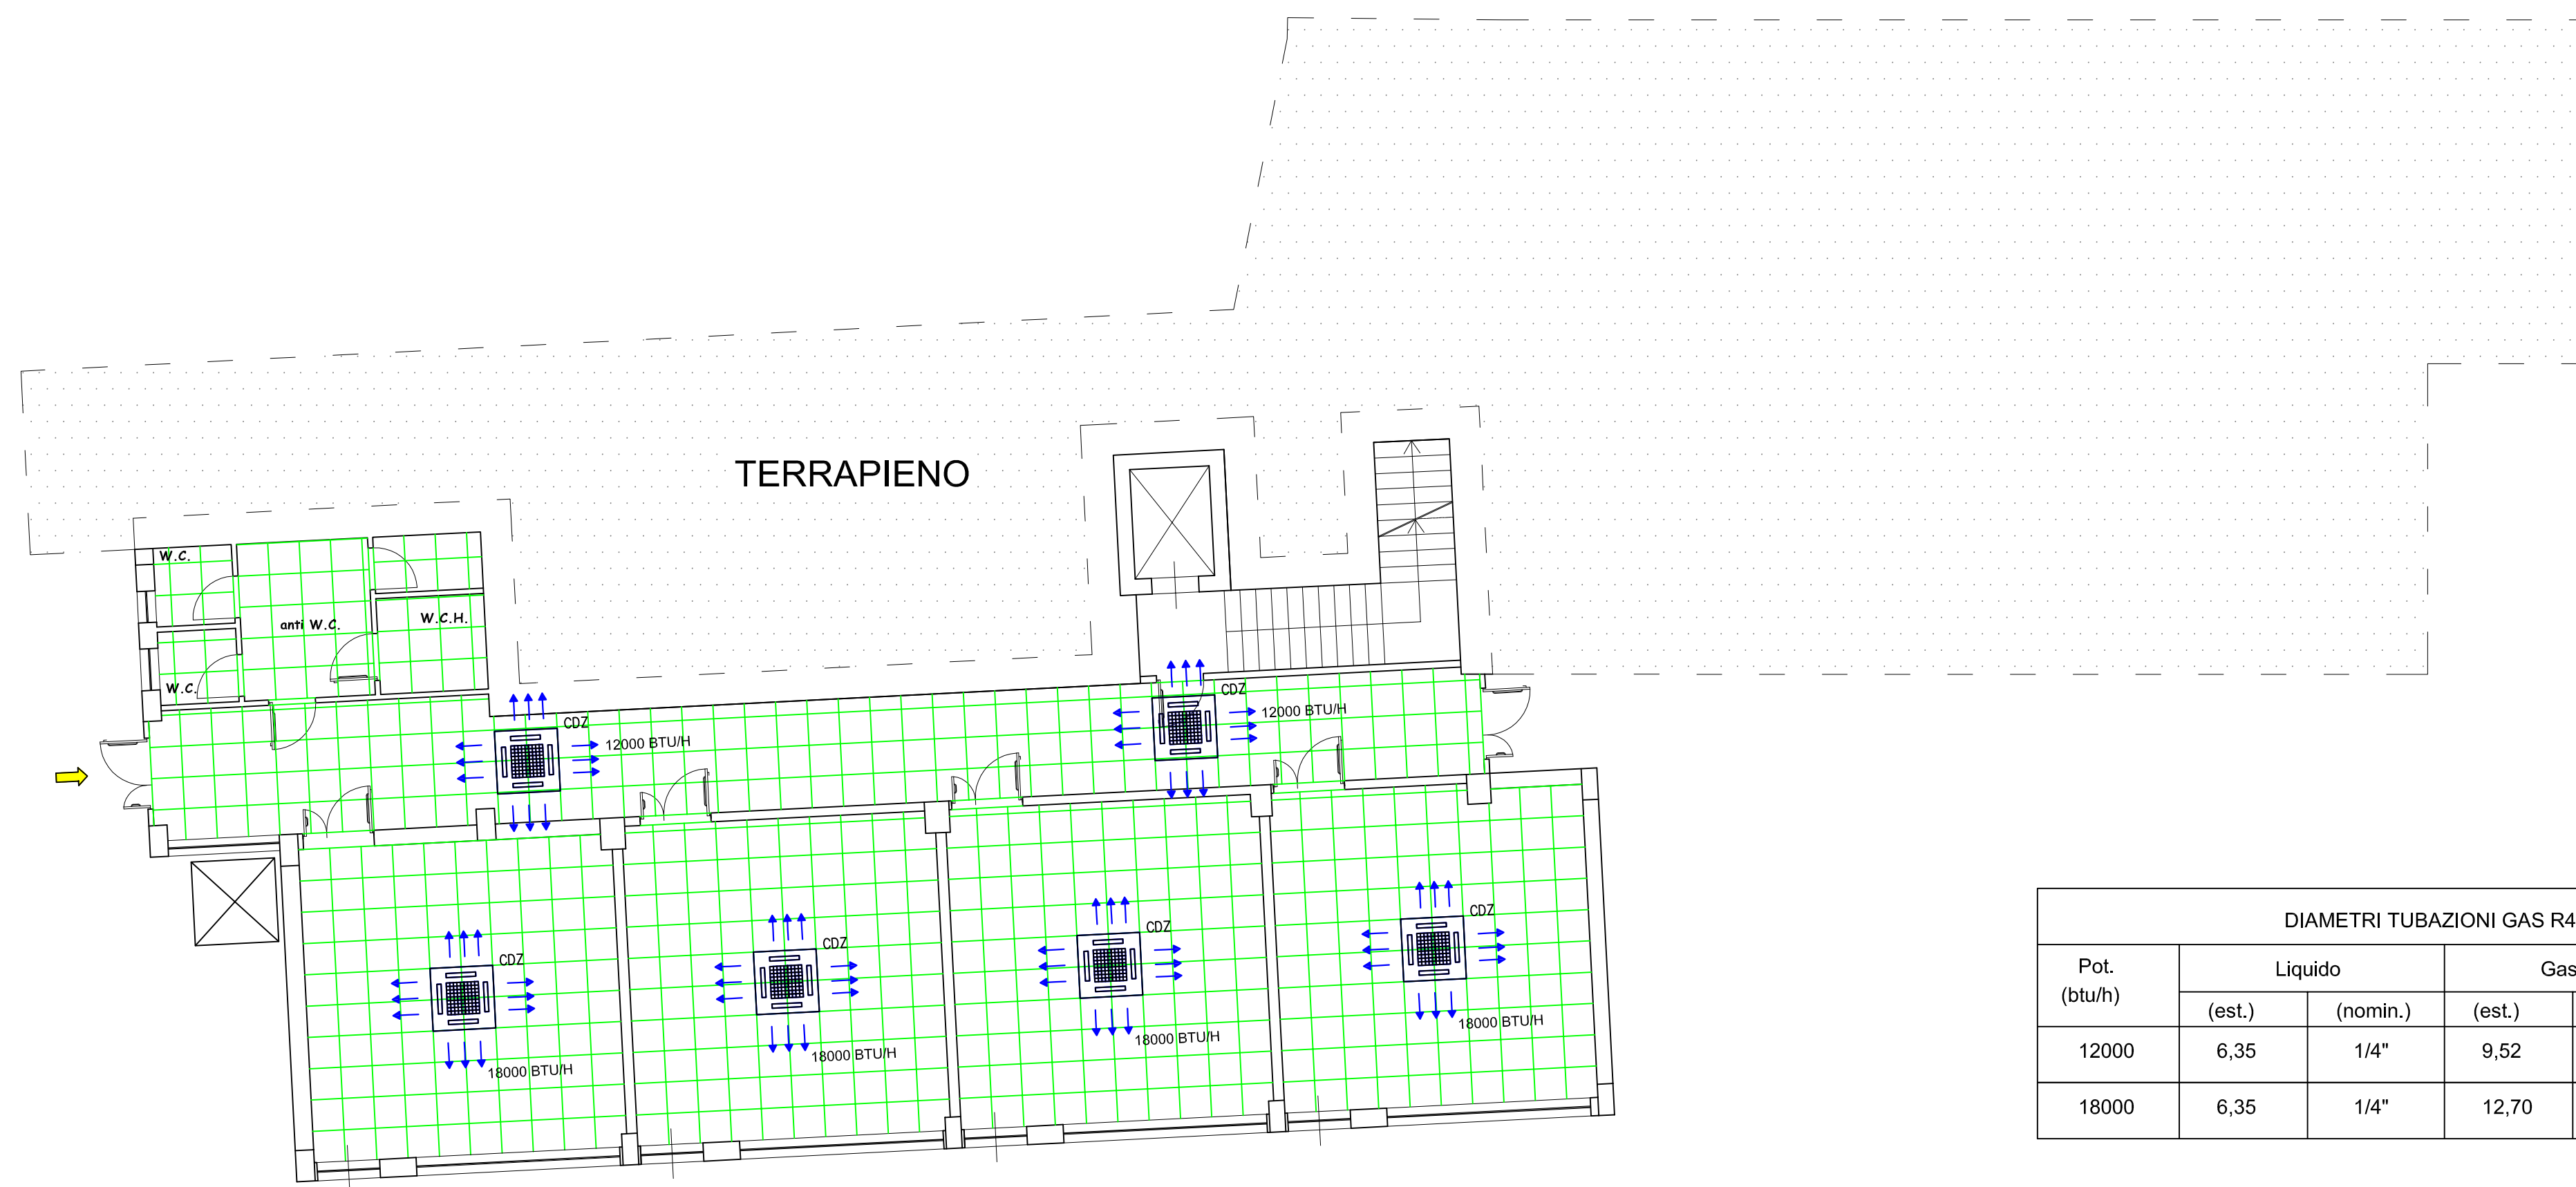 TERRAPIENO
W.C.
anti W.C.
W.C.H.
W.C.
CDZ
12000 BTU/H
CDZ
12000 BTU/H
CDZ
18000 BTU/H
CDZ
18000 BTU/H
CDZ
18000 BTU/H
CDZ
18000 BTU/H
DIAMETRI TUBAZIONI GAS R4
Pot. Liquido Gas
(btu/h) (est.) (nomin.) (est.)
12000 6,35 1/4" 9,52
18000 6,35 1/4" 12,70